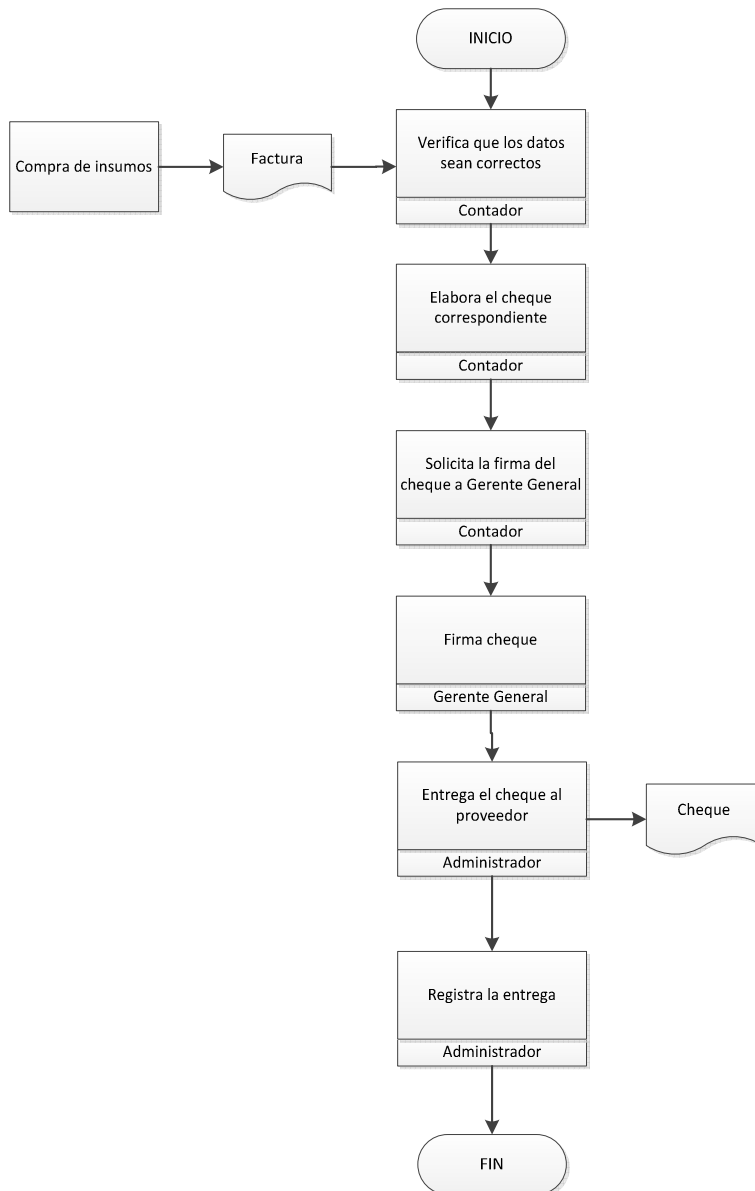 INICIO
Compra de insumos
Factura
Verifica que los datos
sean correctos
Contador
Elabora el cheque
correspondiente
Contador
Solicita la firma del
cheque a Gerente General
Contador
Firma cheque
Gerente General
Entrega el cheque al
proveedor
Administrador
Cheque
Registra la entrega
Administrador
FIN